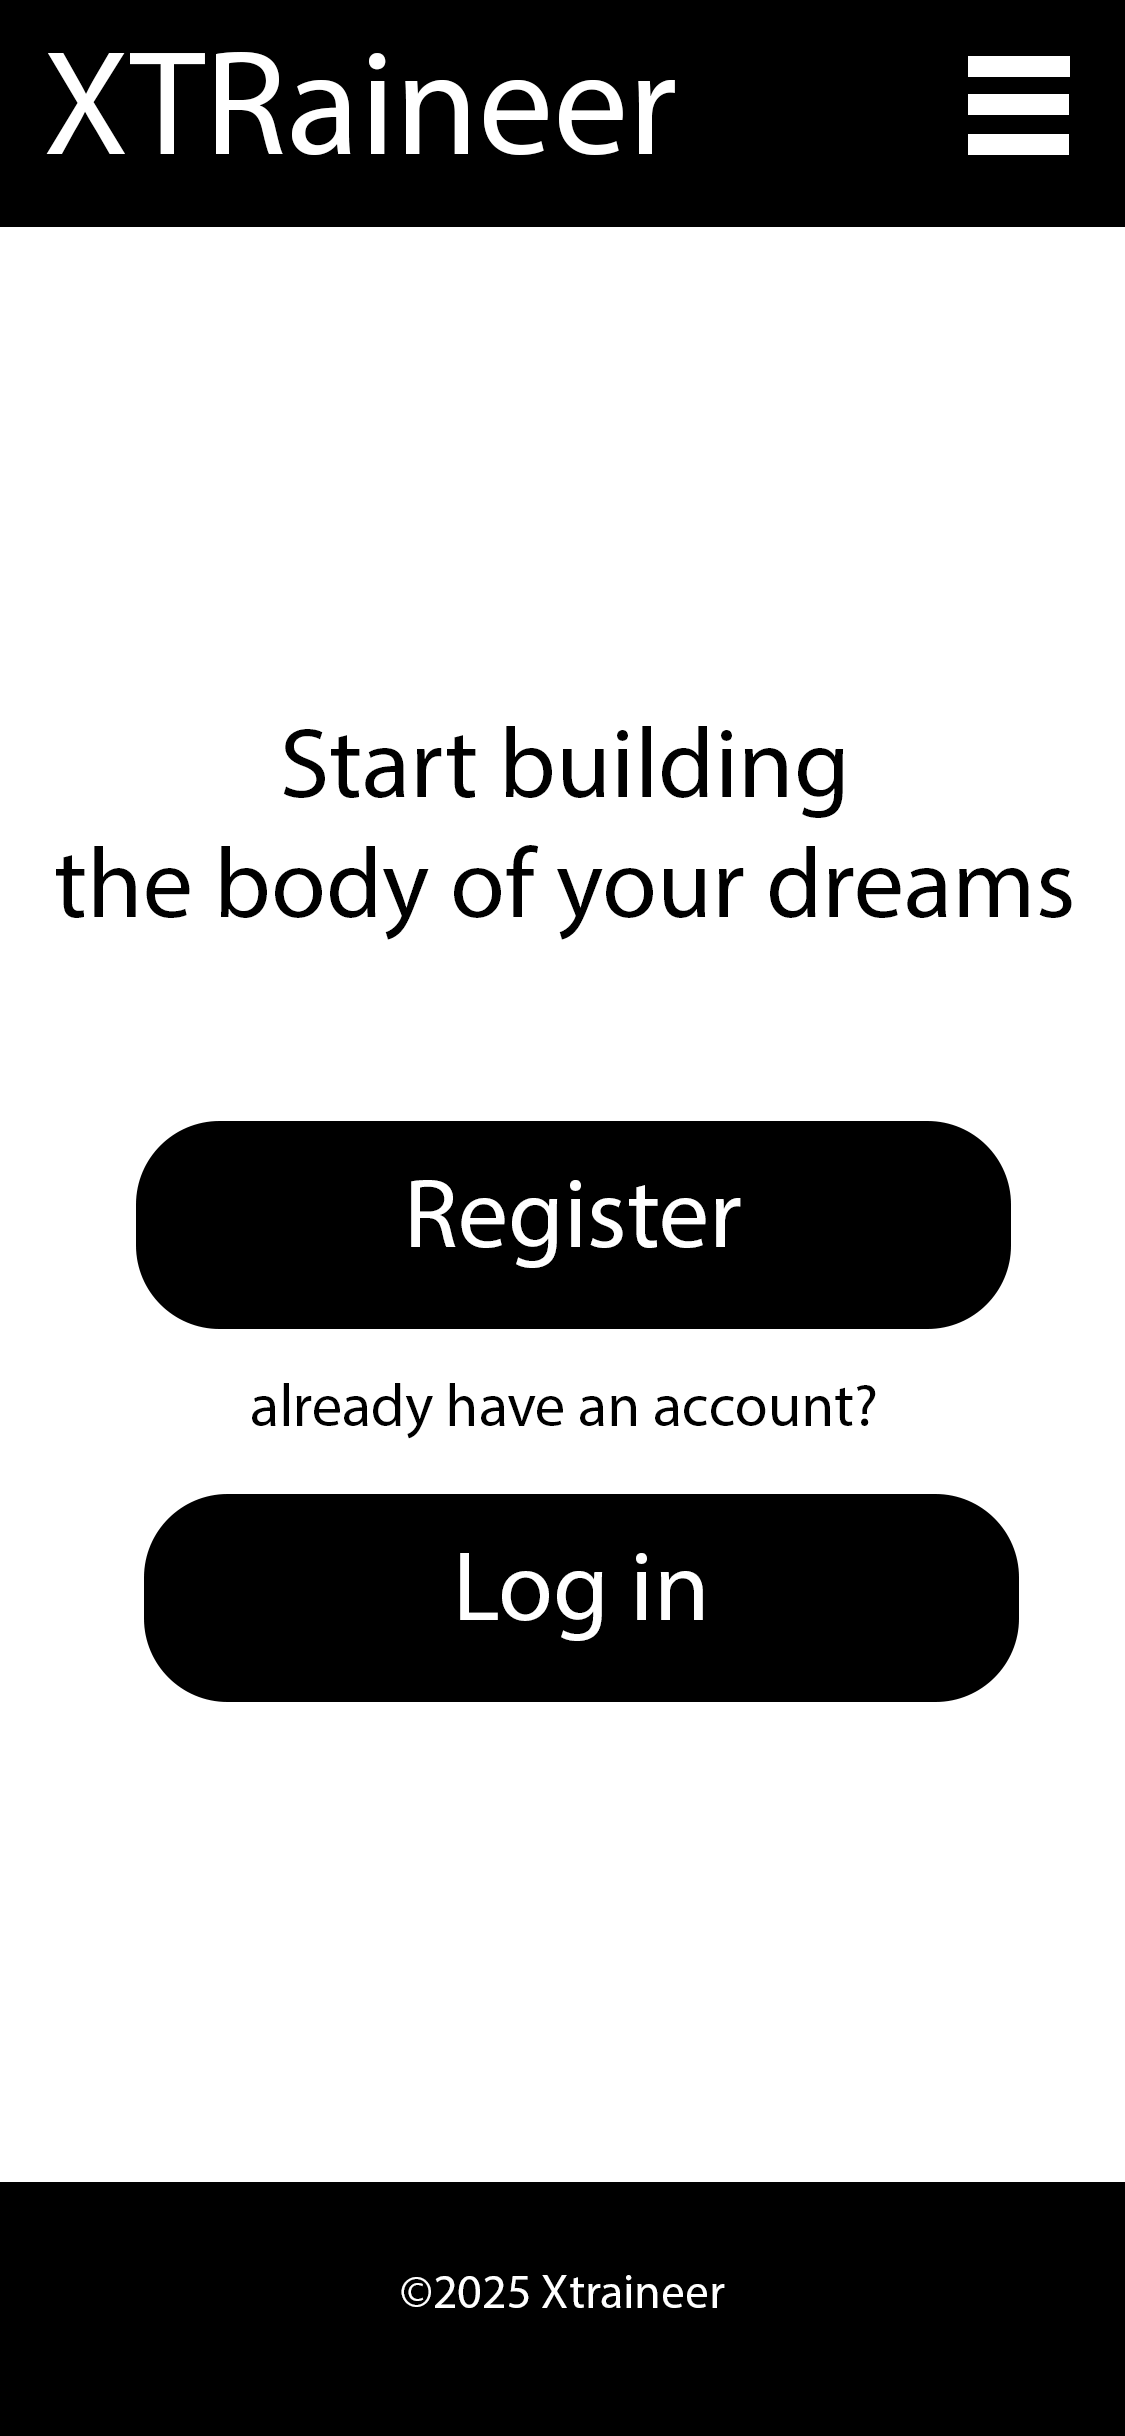 XTRaineer
Start building
the body of your dreams
Register
already have an account?
Log in
©2025 Xtraineer